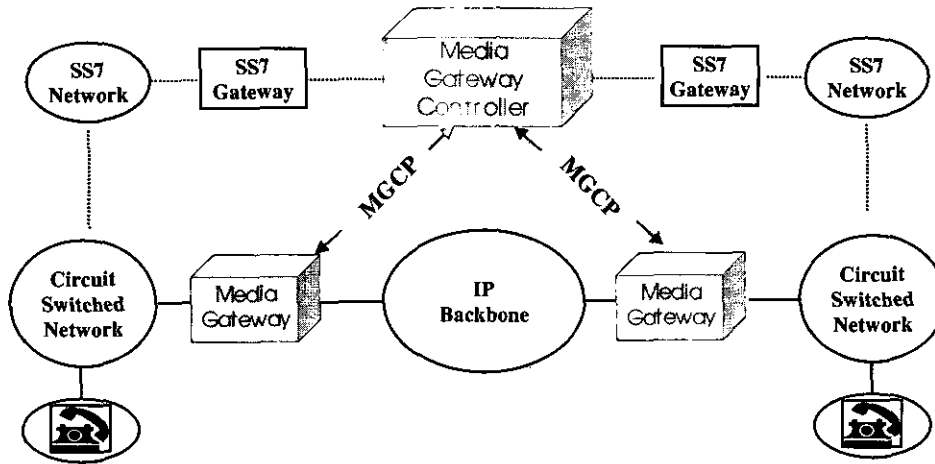 SS7
Network
SS7
Gateway
Media
Gateway
Controller
SS7
Gateway
SS7
Network
MGCP
MGCP
Circuit
Switched
Network
Media
Gateway
IP
Backbone
Media
Gateway
Circuit
Switched
Network